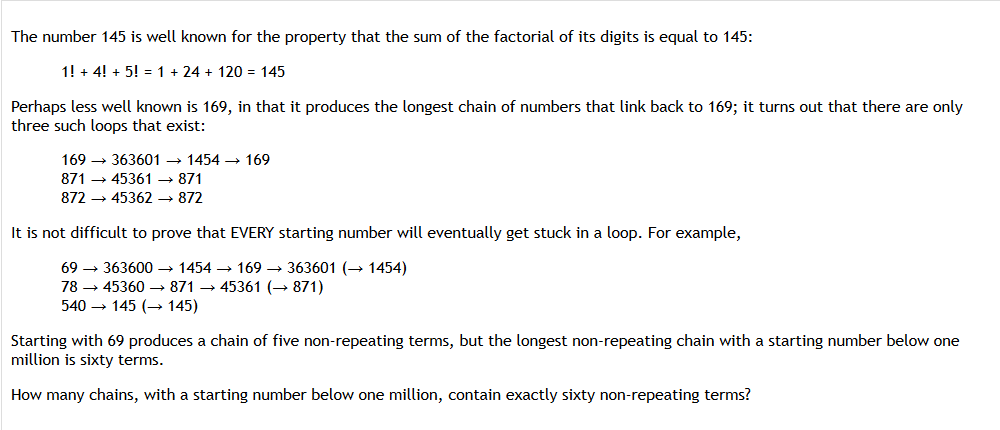 The number 145 is well known for the property that the sum of the factorial of its digits is equal to 145:
1! + 4! + 5! = 1 + 24 + 120 = 145
Perhaps less well known is 169, in that it produces the longest chain of numbers that link back to 169; it turns out that there are only
three such loops that exist:
169 → 363601 → 1454 → 169
871 → 45361 → 871
872 → 45362 → 872
It is not difficult to prove that EVERY starting number will eventually get stuck in a loop. For example,
69 → 363600 → 1454 → 169 → 363601 (→ 1454)
78 → 45360 → 871 → 45361 (→ 871)
540 → 145 (→ 145)
Starting with 69 produces a chain of five non-repeating terms, but the longest non-repeating chain with a starting number below one
million is sixty terms.
How many chains, with a starting number below one million, contain exactly sixty non-repeating terms?